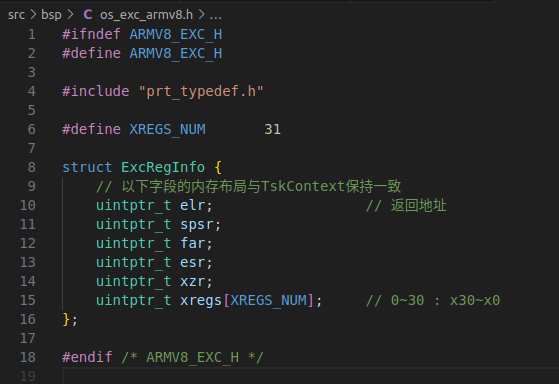 src > bsp > C os_exc_armv8.h > ...
1 #ifndef ARMV8_EXC_H
2 #define ARMV8_EXC_H
3
4 #include "prt_typedef.h"
5
6 #define XREGS_NUM 31
7
8 struct ExcRegInfo {
9 // 以下字段的内存布局与TskContext保持一致
10 uintptr_t elr; // 返回地址
11 uintptr_t spsr;
12 uintptr_t far;
13 uintptr_t esr;
14 uintptr_t xzr;
15 uintptr_t xregs[XREGS_NUM]; // 0~30 : x30~x0
16 };
17
18 #endif /* ARMV8_EXC_H */
19